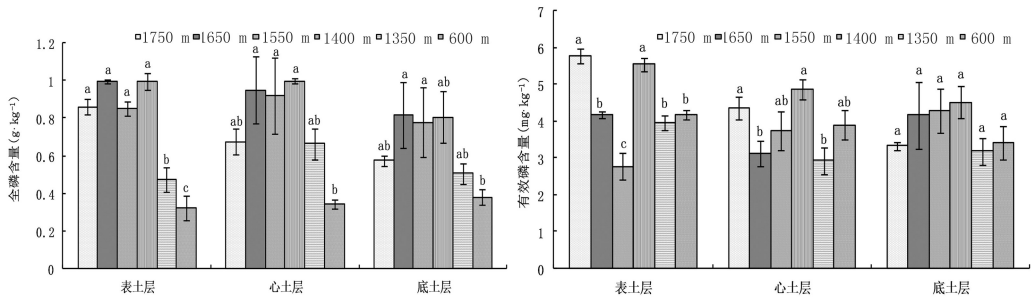 1750 m 1650 m 1550 m 1400 m 1350 m 600 m
全磷含量(g·kg⁻¹)
1.2
1
0.8
0.6
0.4
0.2
0
a a a a b c
ab a a a ab b
ab a a ab ab b
表土层 心土层 底土层
1750 m 1650 m 1550 m 1400 m 1350 m 600 m
有效磷含量(mg·kg⁻¹)
7
6
5
4
3
2
1
0
a b c a b b
a b ab a b ab
a a a a a a
表土层 心土层 底土层